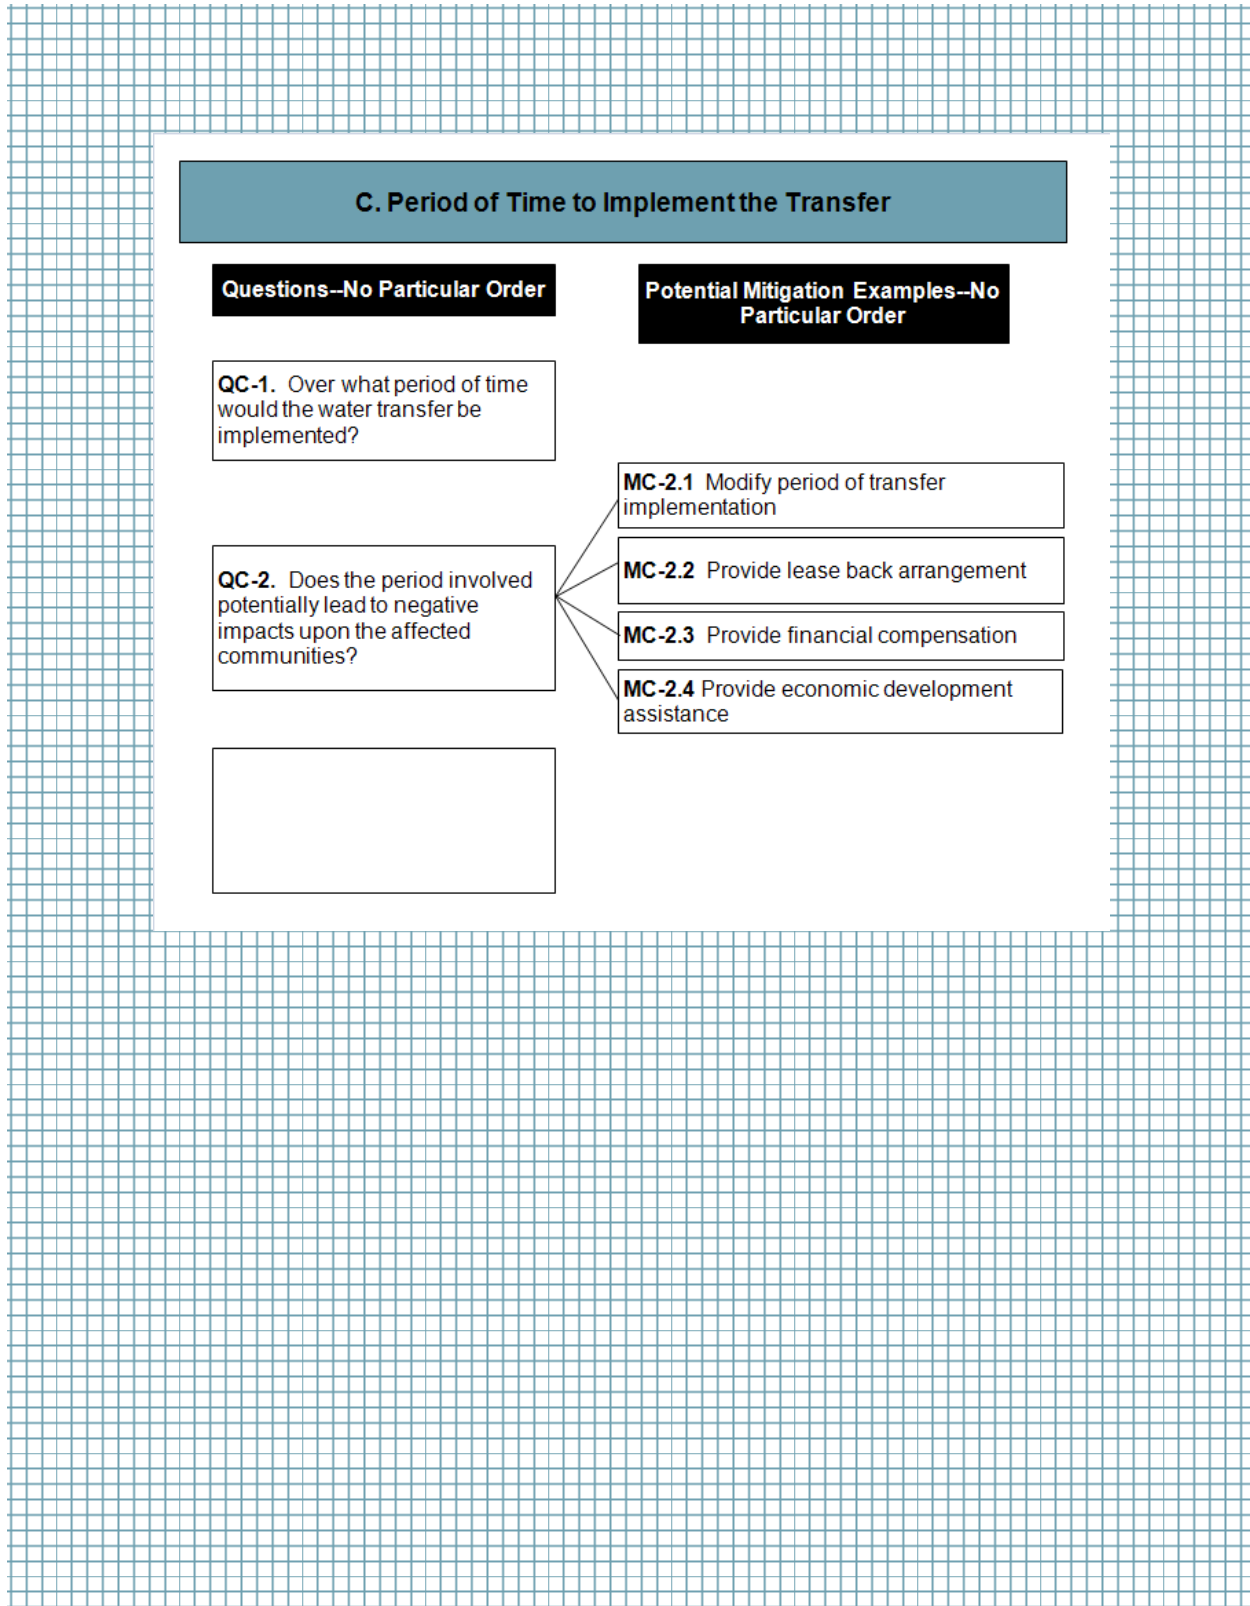 C. Period of Time to Implement the Transfer
Questions--No Particular Order
Potential Mitigation Examples--No
Particular Order
QC-1. Over what period of time
would the water transfer be
implemented?
QC-2. Does the period involved
potentially lead to negative
impacts upon the affected
communities?
MC-2.1 Modify period of transfer
implementation
MC-2.2 Provide lease back arrangement
MC-2.3 Provide financial compensation
MC-2.4 Provide economic development
assistance